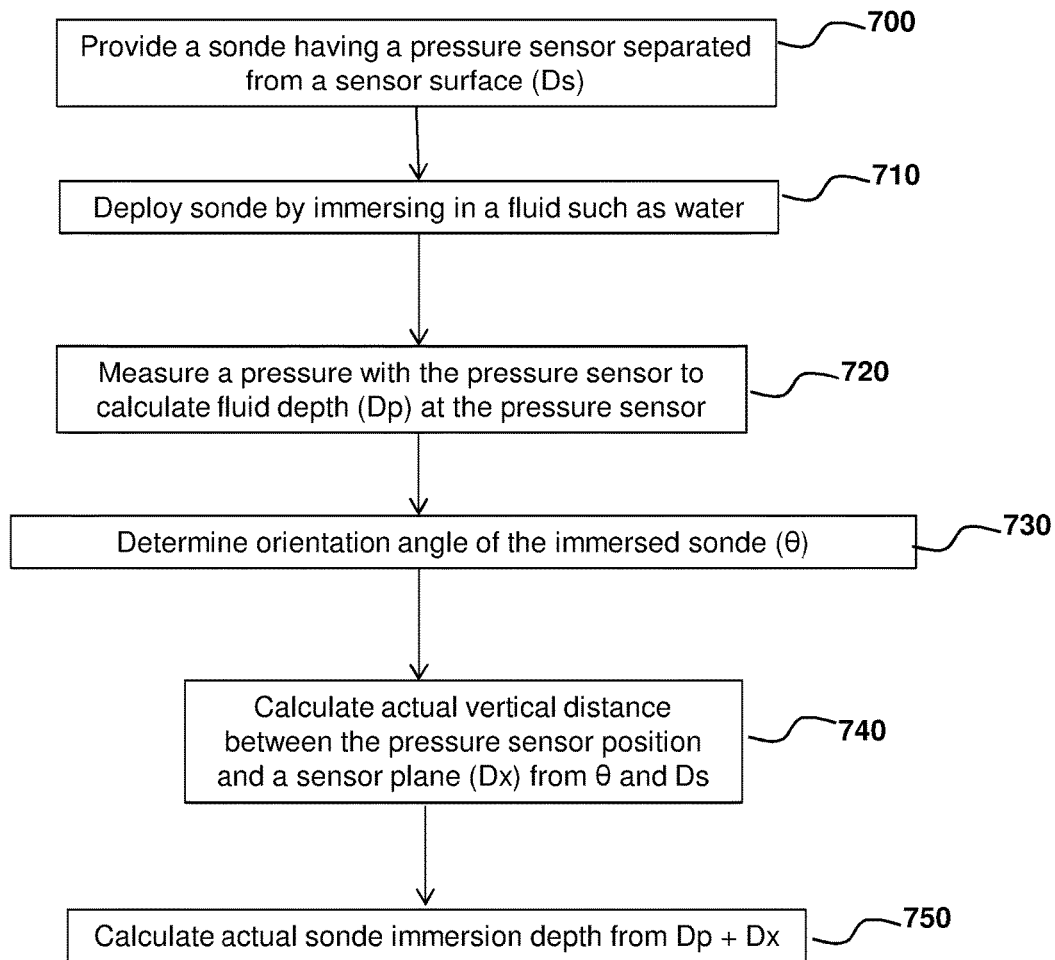 700
Provide a sonde having a pressure sensor separated
from a sensor surface (Ds)
710
Deploy sonde by immersing in a fluid such as water
Measure a pressure with the pressure sensor to
calculate fluid depth (Dp) at the pressure sensor
720
Determine orientation angle of the immersed sonde (θ)
730
Calculate actual vertical distance
between the pressure sensor position
and a sensor plane (Dx) from θ and Ds
740
Calculate actual sonde immersion depth from Dp + Dx
750